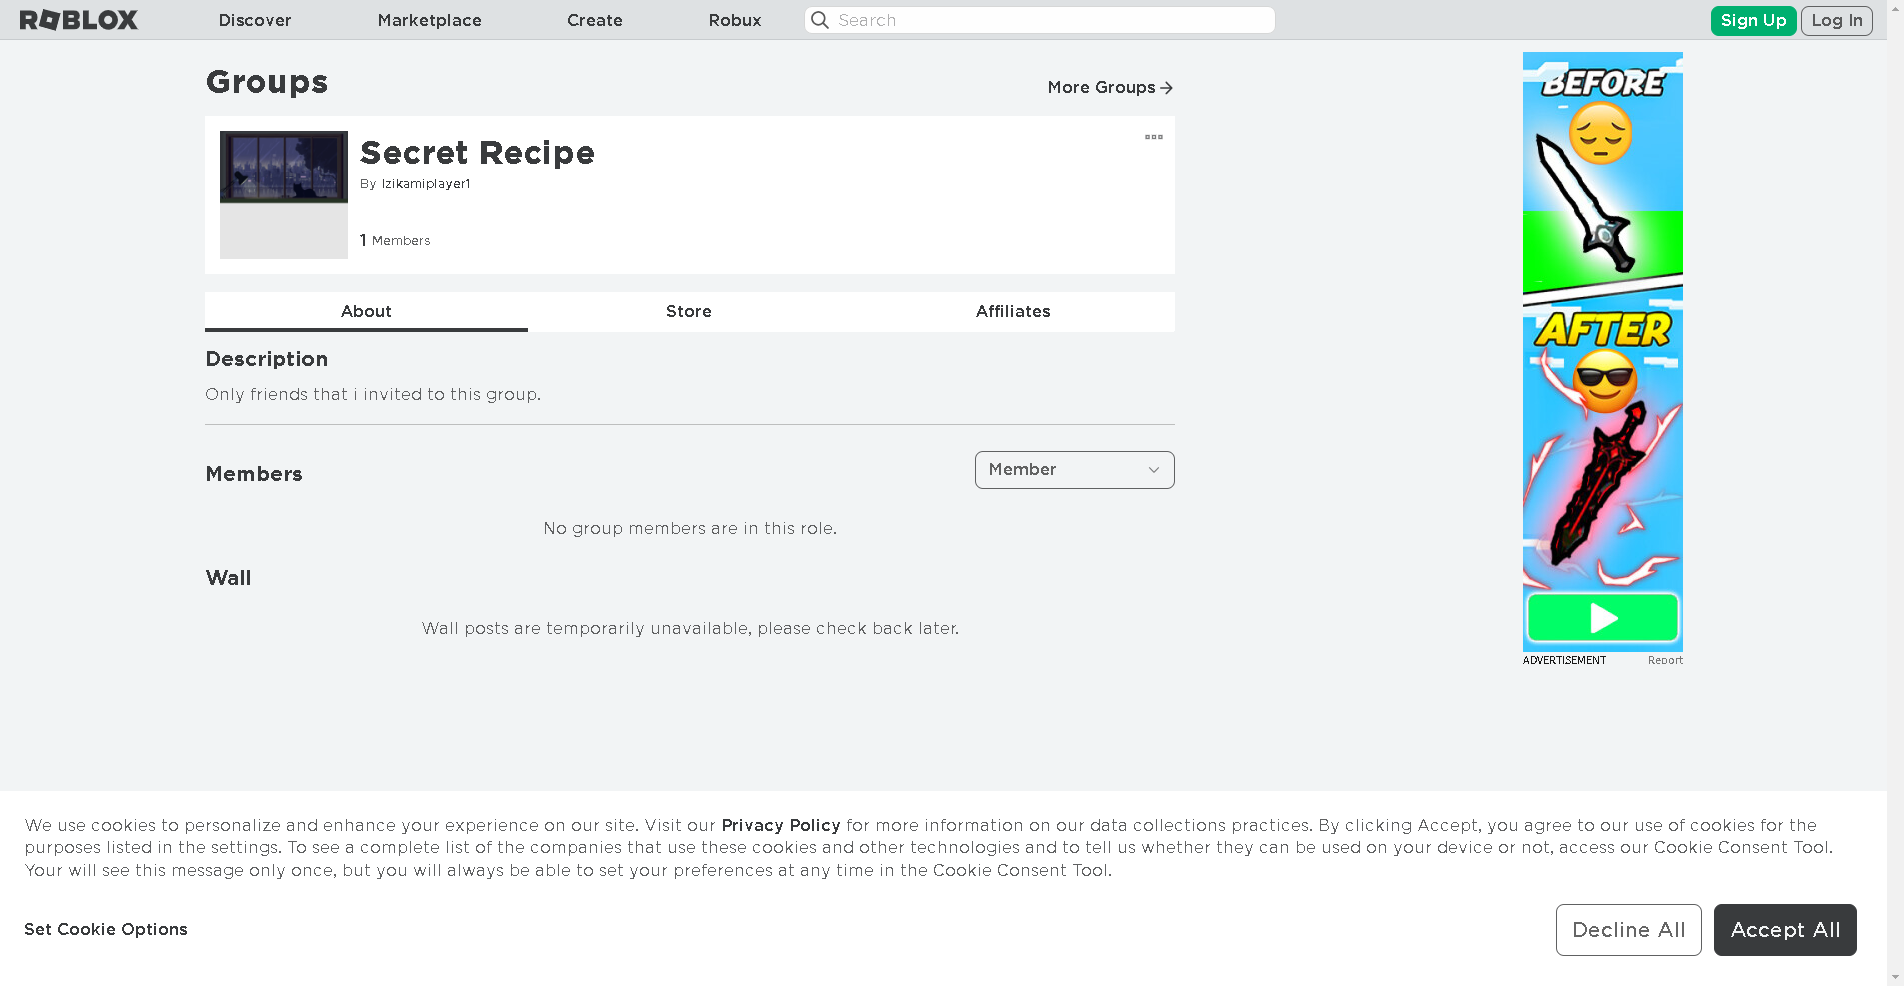 ROBLOX
Discover
Marketplace
Create
Robux
Search
Sign Up
Log In
Groups
More Groups
Secret Recipe
By Izikamiplayer1
1 Members
About
Store
Affiliates
Description
Only friends that i invited to this group.
Members
Member
No group members are in this role.
Wall
Wall posts are temporarily unavailable, please check back later.
BEFORE
AFTER
ADVERTISEMENT
Report
We use cookies to personalize and enhance your experience on our site. Visit our Privacy Policy for more information on our data collections practices. By clicking Accept, you agree to our use of cookies for the
purposes listed in the settings. To see a complete list of the companies that use these cookies and other technologies and to tell us whether they can be used on your device or not, access our Cookie Consent Tool.
Your will see this message only once, but you will always be able to set your preferences at any time in the Cookie Consent Tool.
Set Cookie Options
Decline All
Accept All